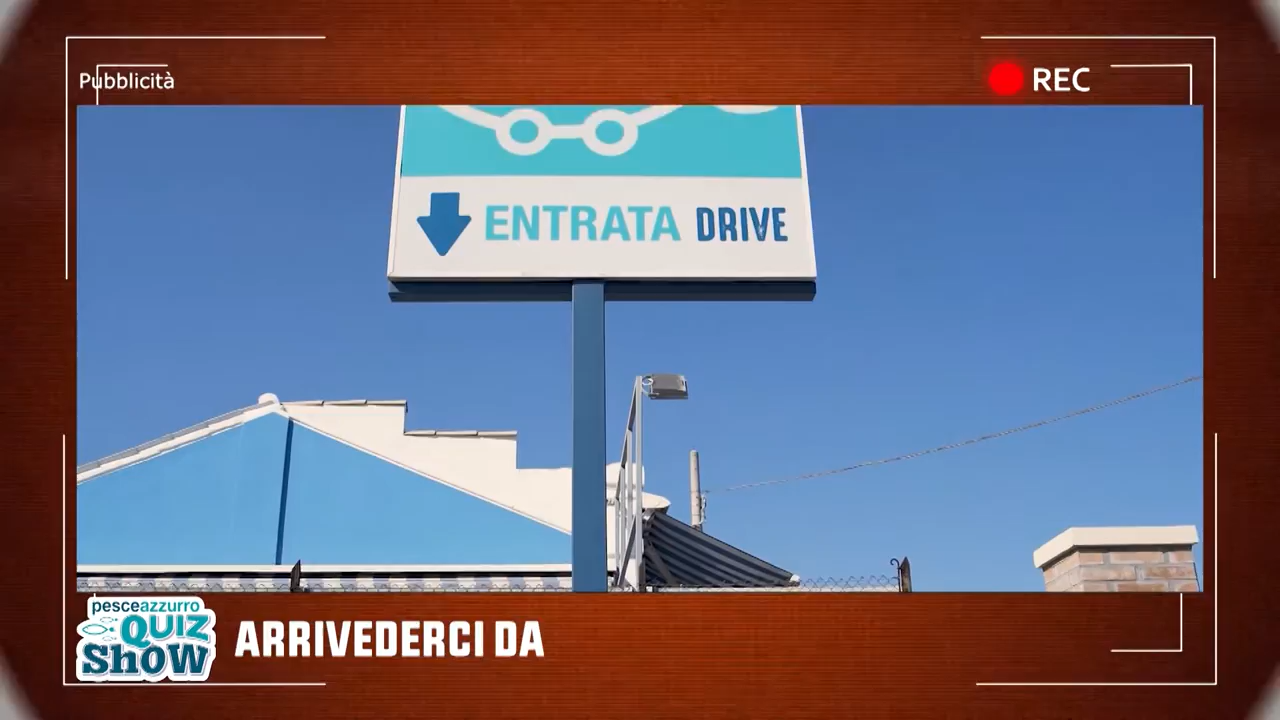 Pubblicità
REC
ENTRATA DRIVE
pesceazzurro
QUIZ
SHOW
ARRIVEDERCI DA